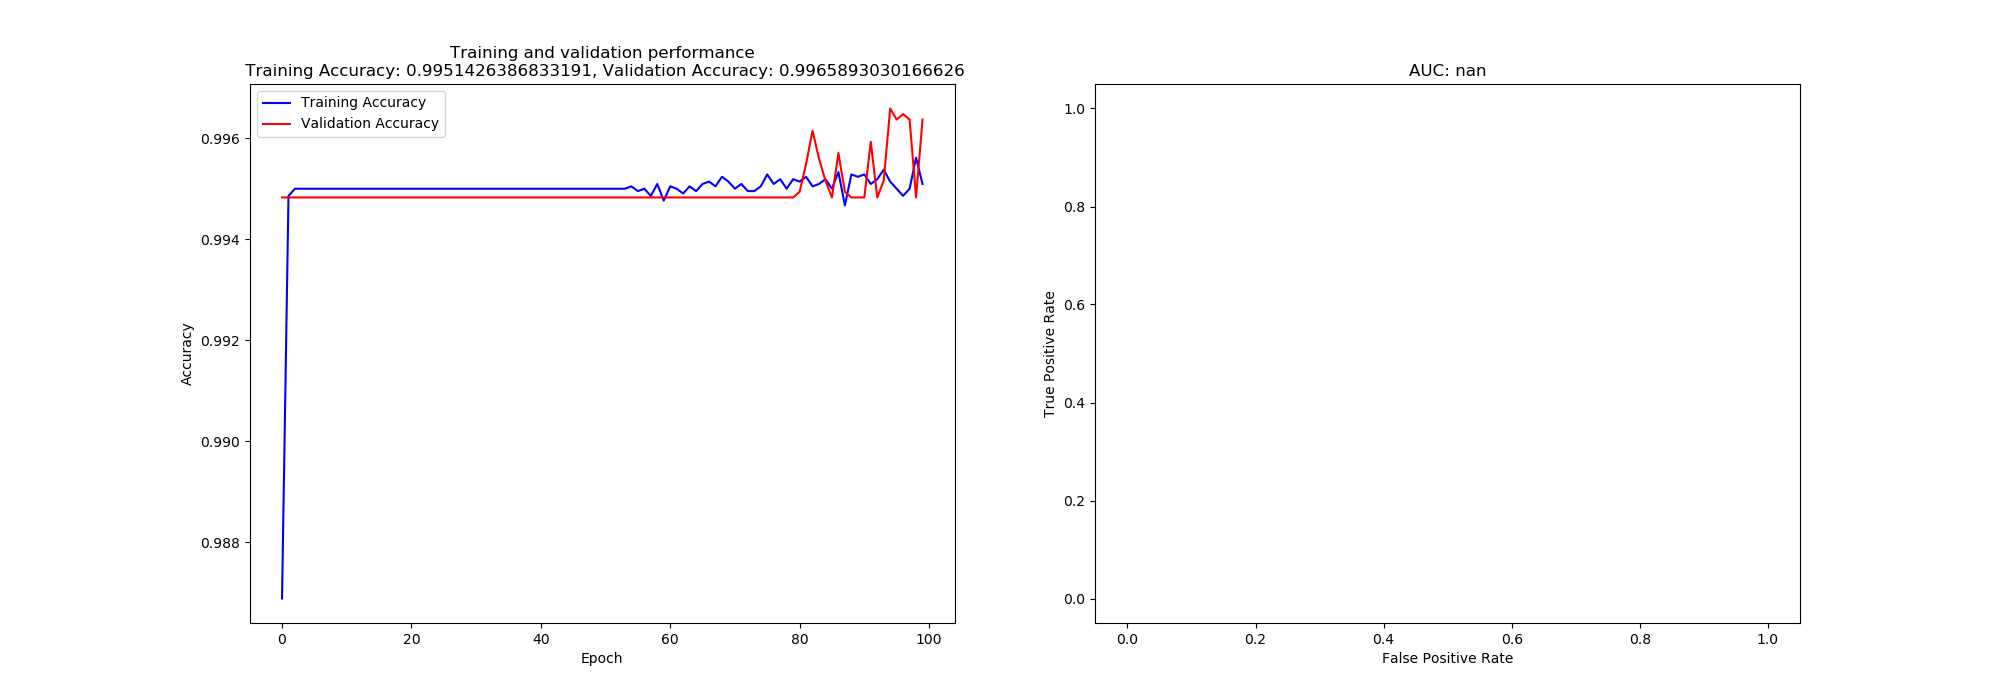 Training and validation performance
Training Accuracy: 0.9951426386833191, Validation Accuracy: 0.9965893030166626
Training Accuracy
Validation Accuracy
0.996
0.994
0.992
0.990
0.988
Accuracy
0
20
40
60
80
100
Epoch
AUC: nan
1.0
0.8
0.6
0.4
0.2
0.0
True Positive Rate
0.0
0.2
0.4
0.6
0.8
1.0
False Positive Rate